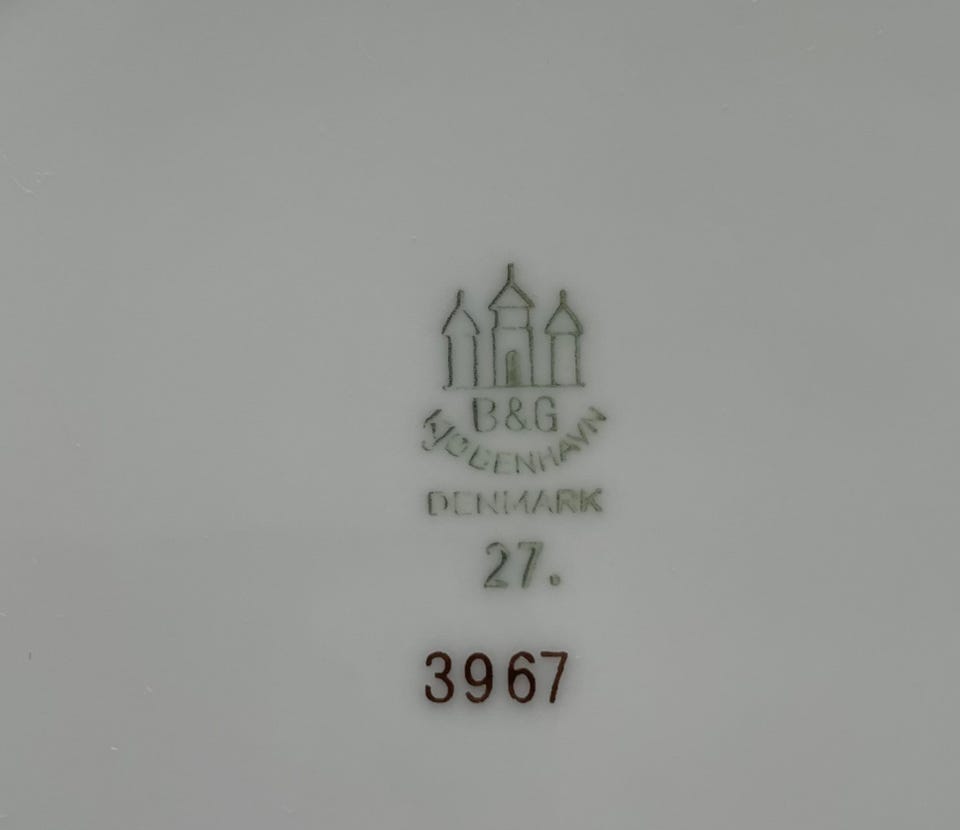 B&G
KJØBENHAVN
DENMARK
27.
3967